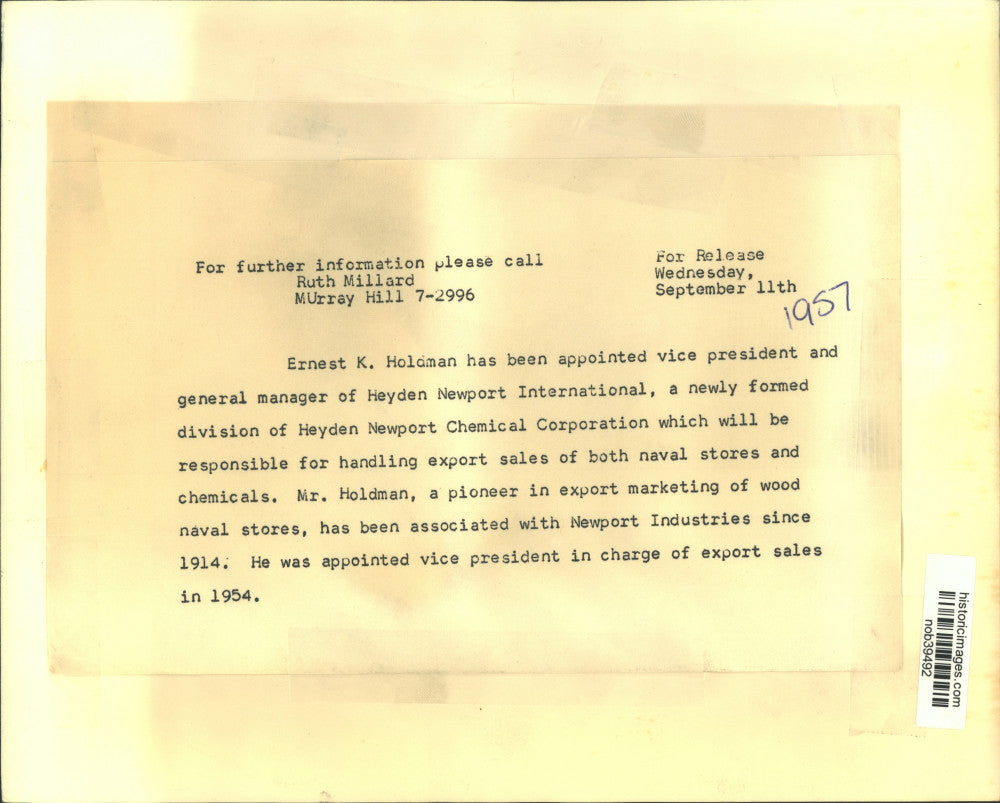 For further information please call
Ruth Millard
MUrray Hill 7-2996
For Release
Wednesday,
September 11th
1957
Ernest K. Holdman has been appointed vice president and
general manager of Heyden Newport International, a newly formed
division of Heyden Newport Chemical Corporation which will be
responsible for handling export sales of both naval stores and
chemicals. Mr. Holdman, a pioneer in export marketing of wood
naval stores, has been associated with Newport Industries since
1914. He was appointed vice president in charge of export sales
in 1954.
historicimages.com
nob39492